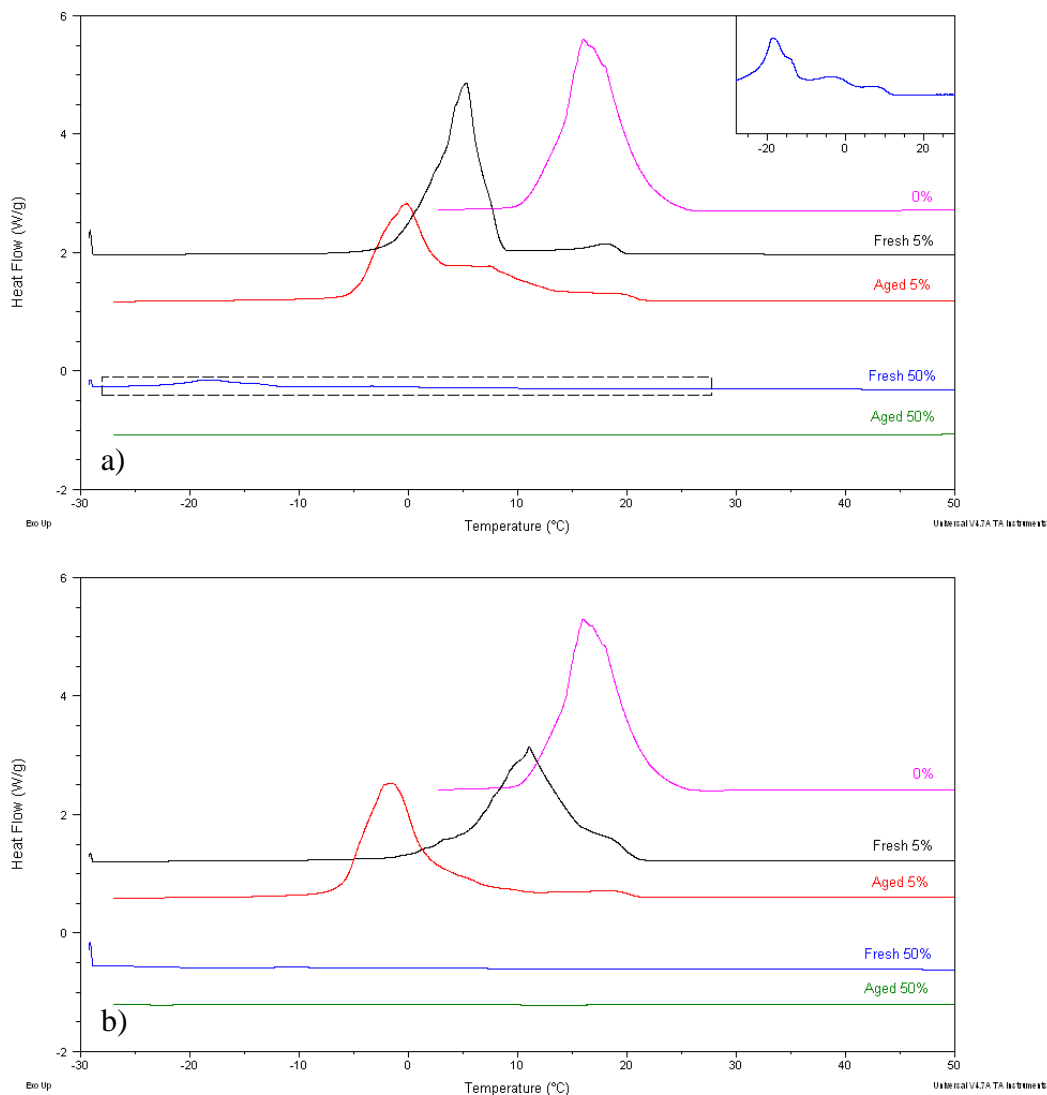 6
4
2
0
-2
Heat Flow (W/g)
-20
0
20
0%
Fresh 5%
Aged 5%
Fresh 50%
Aged 50%
a)
-30
-20
-10
0
10
20
30
40
50
Exo Up
Temperature (°C)
Universal V4.7A TA Instruments
6
4
2
0
-2
Heat Flow (W/g)
0%
Fresh 5%
Aged 5%
Fresh 50%
Aged 50%
b)
-30
-20
-10
0
10
20
30
40
50
Exo Up
Temperature (°C)
Universal V4.7A TA Instruments